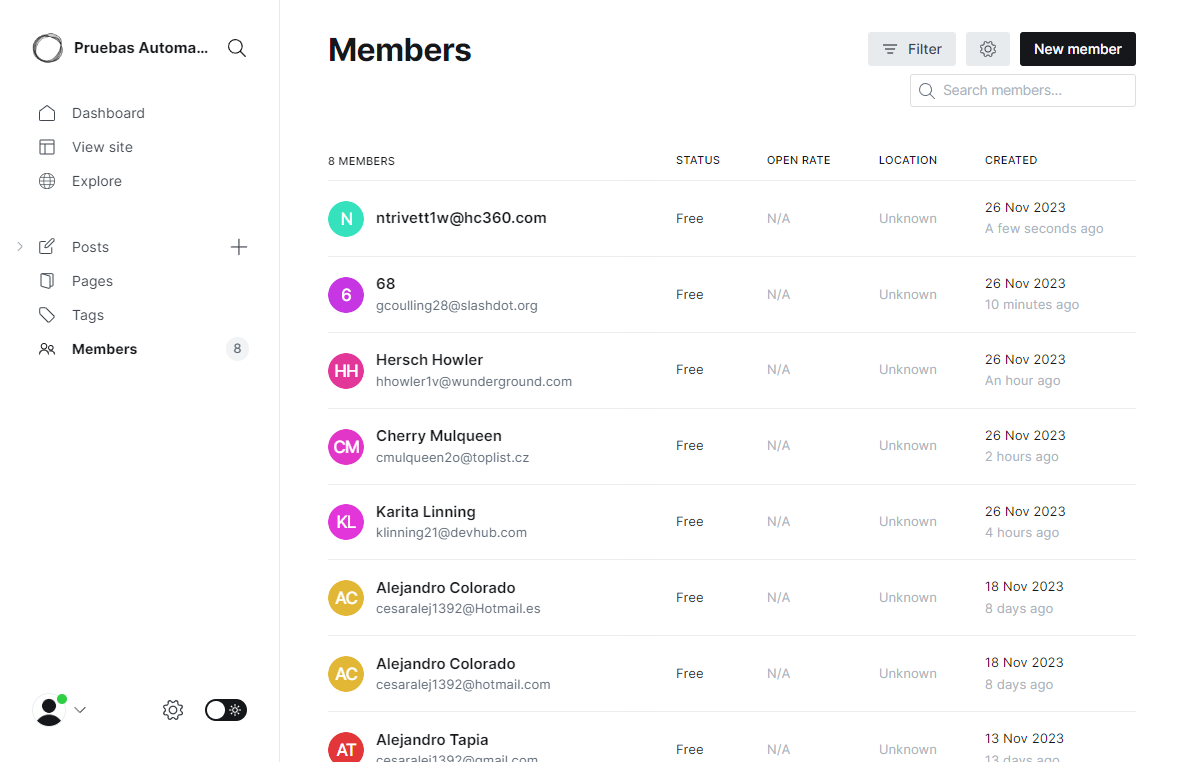 Pruebas Automa...
Dashboard
View site
Explore
Posts
Pages
Tags
Members
8
Members
Filter
New member
Search members...
8 MEMBERS
STATUS
OPEN RATE
LOCATION
CREATED
N
ntrivett1w@hc360.com
Free
N/A
Unknown
26 Nov 2023
A few seconds ago
6
68
gcoulling28@slashdot.org
Free
N/A
Unknown
26 Nov 2023
10 minutes ago
HH
Hersch Howler
hhowler1v@wunderground.com
Free
N/A
Unknown
26 Nov 2023
An hour ago
CM
Cherry Mulqueen
cmulqueen2o@toplist.cz
Free
N/A
Unknown
26 Nov 2023
2 hours ago
KL
Karita Linning
klinning21@devhub.com
Free
N/A
Unknown
26 Nov 2023
4 hours ago
AC
Alejandro Colorado
cesaralej1392@Hotmail.es
Free
N/A
Unknown
18 Nov 2023
8 days ago
AC
Alejandro Colorado
cesaralej1392@hotmail.com
Free
N/A
Unknown
18 Nov 2023
8 days ago
AT
Alejandro Tapia
cesaralej1392@gmail.com
Free
N/A
Unknown
13 Nov 2023
13 days ago